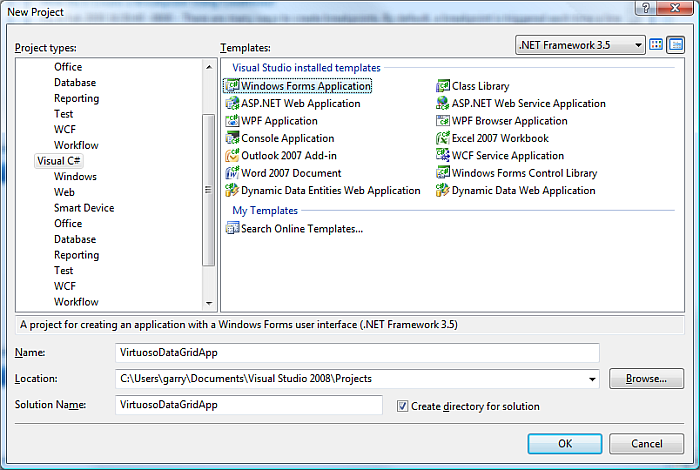 New Project
Project types:
Templates:
.NET Framework 3.5
Office
Database
Reporting
Test
WCF
Workflow
Visual C#
Windows
Web
Smart Device
Office
Database
Reporting
Test
WCF
Workflow
Visual Studio installed templates
Windows Forms Application
Class Library
ASP.NET Web Application
ASP.NET Web Service Application
WPF Application
WPF Browser Application
Console Application
Excel 2007 Workbook
Outlook 2007 Add-in
WCF Service Application
Word 2007 Document
Windows Forms Control Library
Dynamic Data Entities Web Application
Dynamic Data Web Application
My Templates
Search Online Templates...
A project for creating an application with a Windows Forms user interface (.NET Framework 3.5)
Name:
VirtuosoDataGridApp
Location:
C:\Users\garry\Documents\Visual Studio 2008\Projects
Browse...
Solution Name:
VirtuosoDataGridApp
Create directory for solution
OK
Cancel